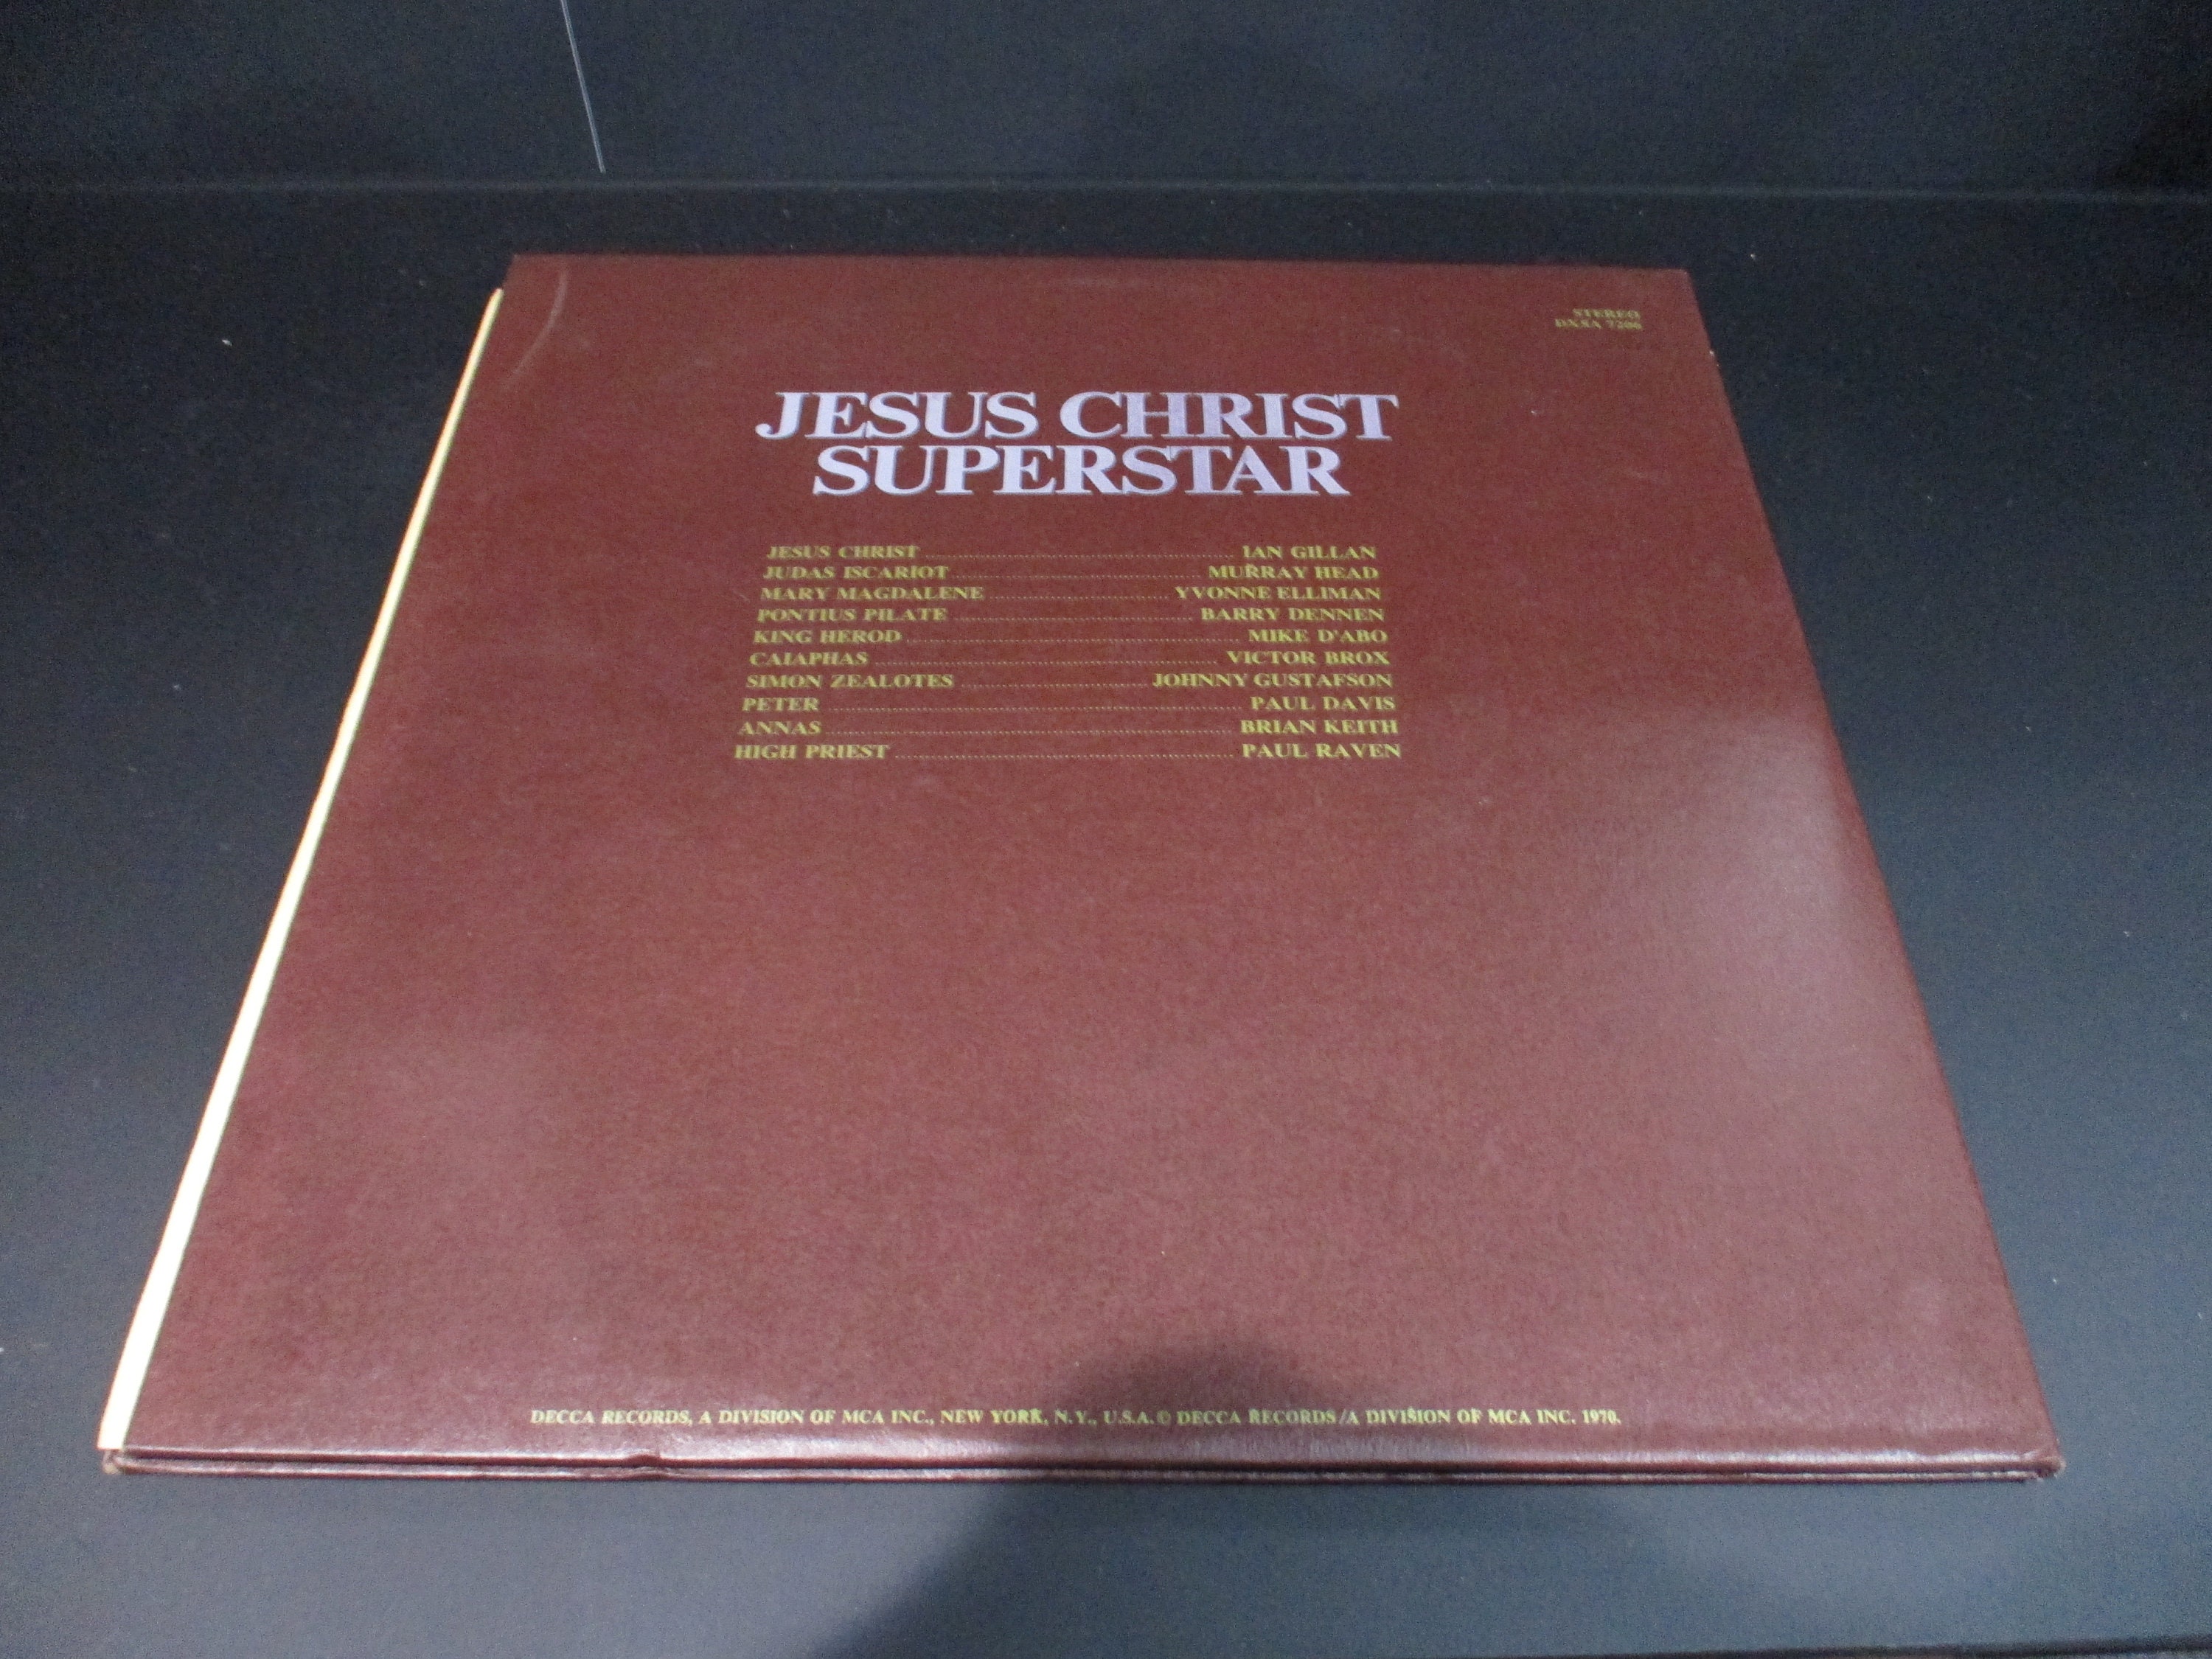 STEREO
DXSA 7206
JESUS CHRIST
SUPERSTAR
JESUS CHRIST ........ IAN GILLAN
JUDAS ISCARIOT ........ MURRAY HEAD
MARY MAGDALENE ........ YVONNE ELLIMAN
PONTIUS PILATE ........ BARRY DENNEN
KING HEROD ........ MIKE D'ABO
CAIAPHAS ........ VICTOR BROX
SIMON ZEALOTES ........ JOHNNY GUSTAFSON
PETER ........ PAUL DAVIS
ANNAS ........ BRIAN KEITH
HIGH PRIEST ........ PAUL RAVEN
DECCA RECORDS, A DIVISION OF MCA INC., NEW YORK, N.Y., U.S.A. © DECCA RECORDS/A DIVISION OF MCA INC. 1970.